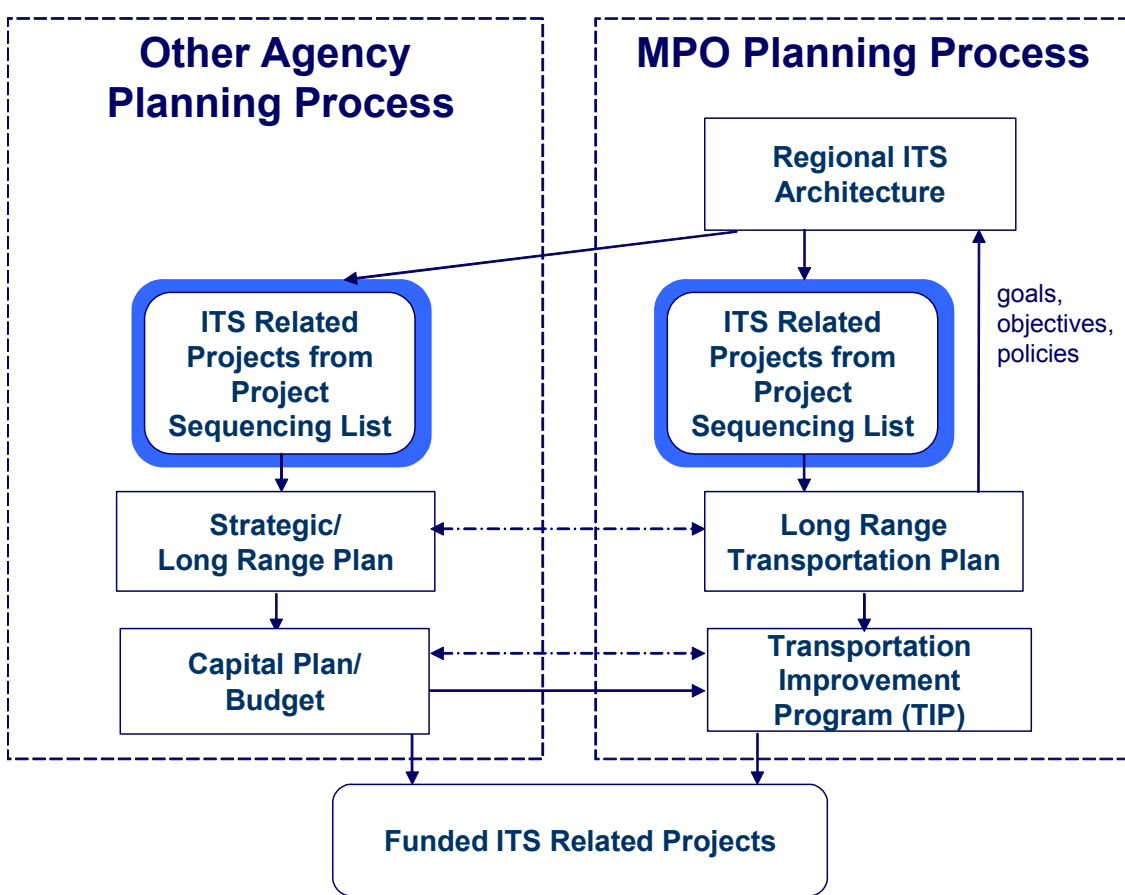 Other Agency
Planning Process
MPO Planning Process
Regional ITS
Architecture
goals,
objectives,
policies
ITS Related
Projects from
Project
Sequencing List
ITS Related
Projects from
Project
Sequencing List
Strategic/
Long Range Plan
Long Range
Transportation Plan
Capital Plan/
Budget
Transportation
Improvement
Program (TIP)
Funded ITS Related Projects